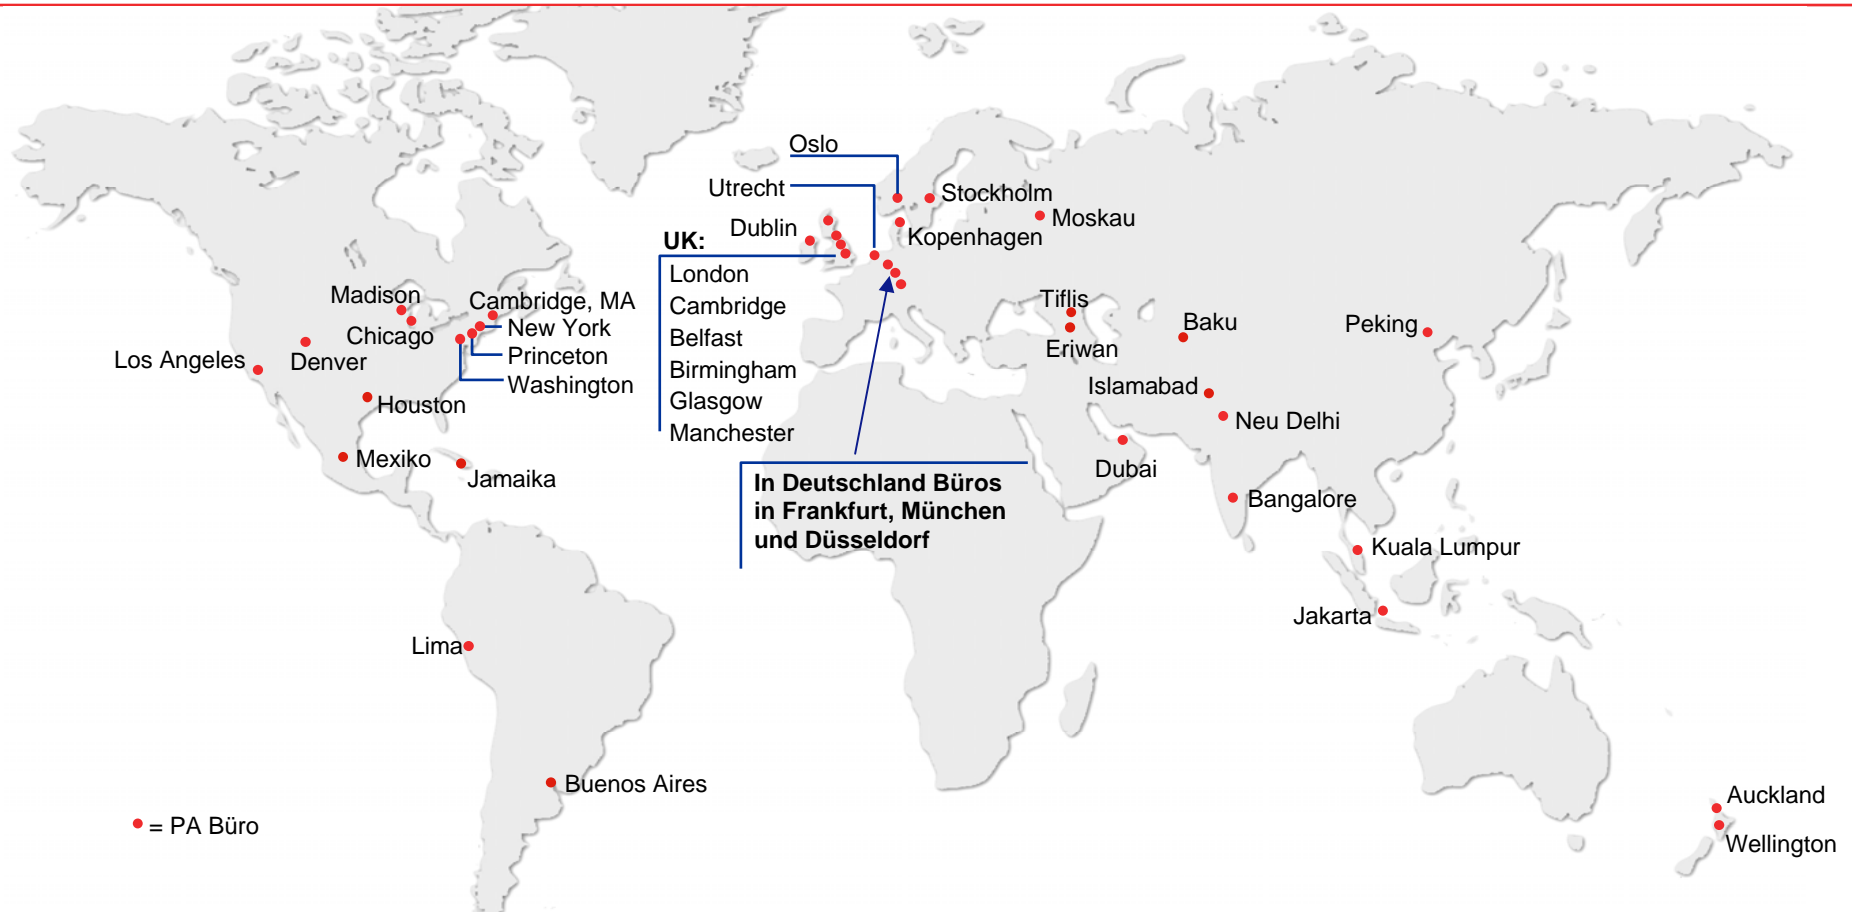 Oslo
Utrecht
Stockholm
Moskau
Dublin
Kopenhagen
UK:
London
Cambridge
Belfast
Birmingham
Glasgow
Manchester
Madison
Cambridge, MA
New York
Chicago
Princeton
Denver
Washington
Los Angeles
Houston
Mexiko
Jamaika
Tiflis
Eriwan
Baku
Peking
Islamabad
Neu Delhi
Dubai
Bangalore
In Deutschland Büros
in Frankfurt, München
und Düsseldorf
Kuala Lumpur
Jakarta
Lima
Buenos Aires
Auckland
Wellington
= PA Büro